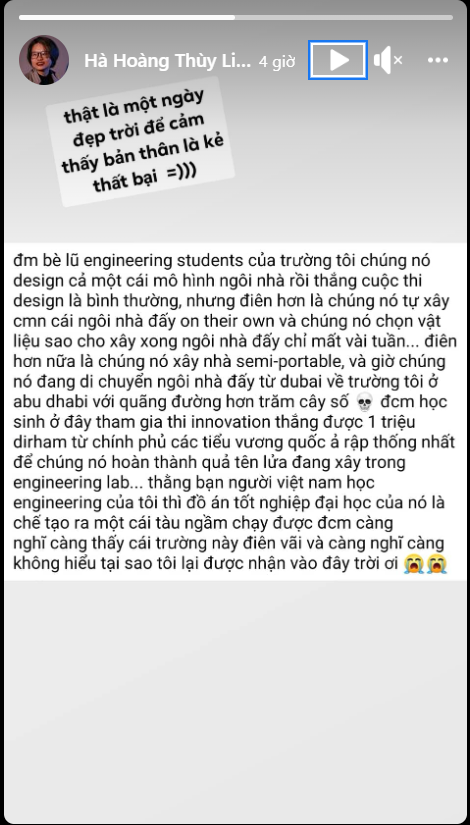 Hà Hoàng Thùy Li... 4 giờ
thật là một ngày
đẹp trời để cảm
thấy bản thân là kẻ
thất bại =)))
đm bè lũ engineering students của trường tôi chúng nó
design cả một cái mô hình ngôi nhà rồi thắng cuộc thi
design là bình thường, nhưng điên hơn là chúng nó tự xây
cmn cái ngôi nhà đấy on their own và chúng nó chọn vật
liệu sao cho xây xong ngôi nhà đấy chỉ mất vài tuần... điên
hơn nữa là chúng nó xây nhà semi-portable, và giờ chúng
nó đang di chuyển ngôi nhà đấy từ dubai về trường tôi ở
abu dhabi với quãng đường hơn trăm cây số 💀 đcm học
sinh ở đây tham gia thi innovation thắng được 1 triệu
dirham từ chính phủ các tiểu vương quốc ả rập thống nhất
để chúng nó hoàn thành quả tên lửa đang xây trong
engineering lab... thằng bạn người việt nam học
engineering của tôi thì đồ án tốt nghiệp đại học của nó là
chế tạo ra một cái tàu ngầm chạy được đcm càng
nghĩ càng thấy cái trường này điên vãi và càng nghĩ càng
không hiểu tại sao tôi lại được nhận vào đây trời ơi 😭😭